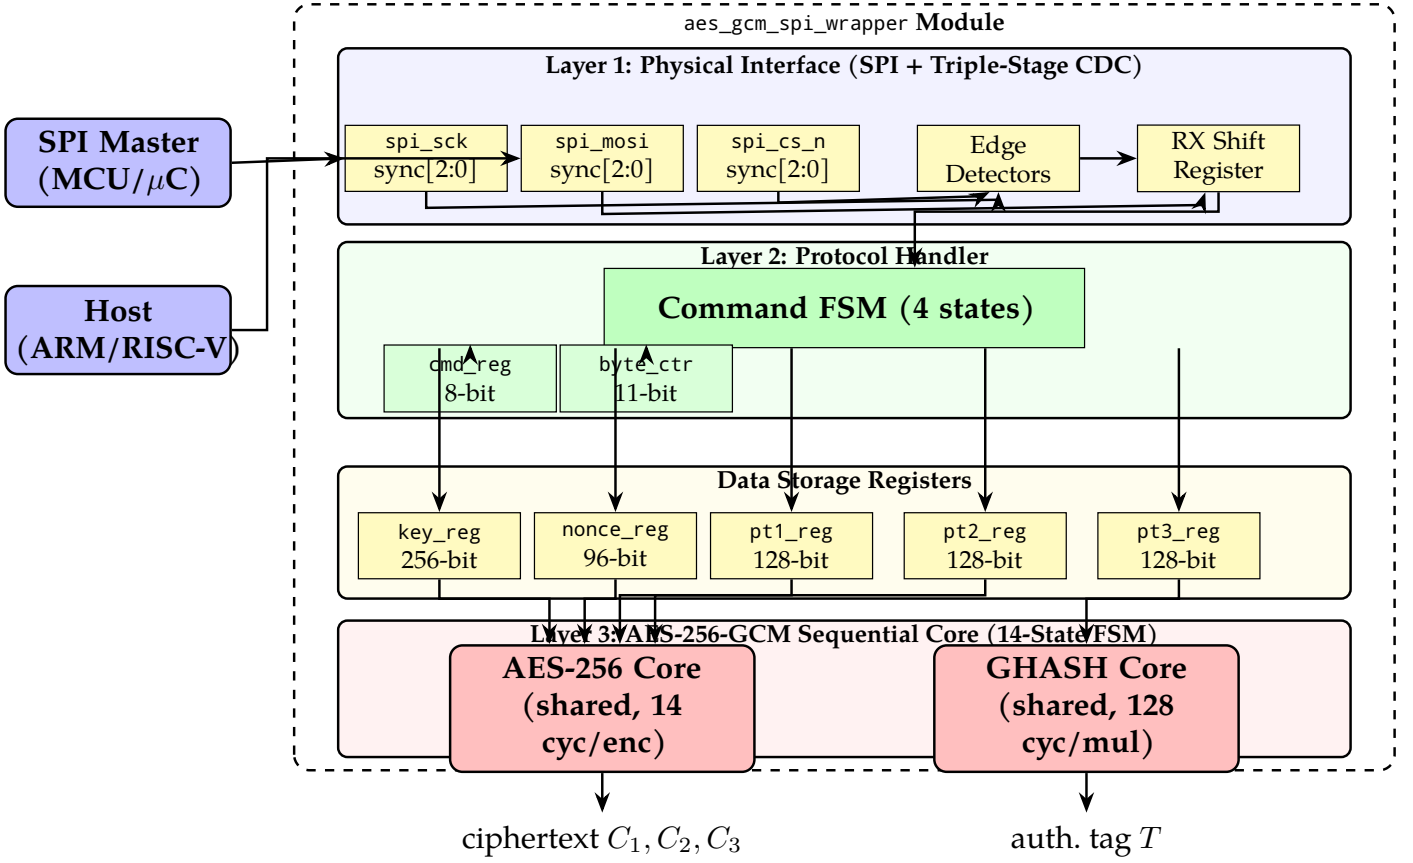 aes_gcm_spi_wrapper Module
Layer 1: Physical Interface (SPI + Triple-Stage CDC)
SPI Master
(MCU/μC)
spi_sck
sync[2:0]
spi_mosi
sync[2:0]
spi_cs_n
sync[2:0]
Edge
Detectors
RX Shift
Register
Layer 2: Protocol Handler
Host
(ARM/RISC-V)
Command FSM (4 states)
cmd_reg
8-bit
byte_ctr
11-bit
Data Storage Registers
key_reg
256-bit
nonce_reg
96-bit
pt1_reg
128-bit
pt2_reg
128-bit
pt3_reg
128-bit
Layer 3: AES-256-GCM Sequential Core (14-State FSM)
AES-256 Core
(shared, 14
cyc/enc)
GHASH Core
(shared, 128
cyc/mul)
ciphertext C₁, C₂, C₃
auth. tag T